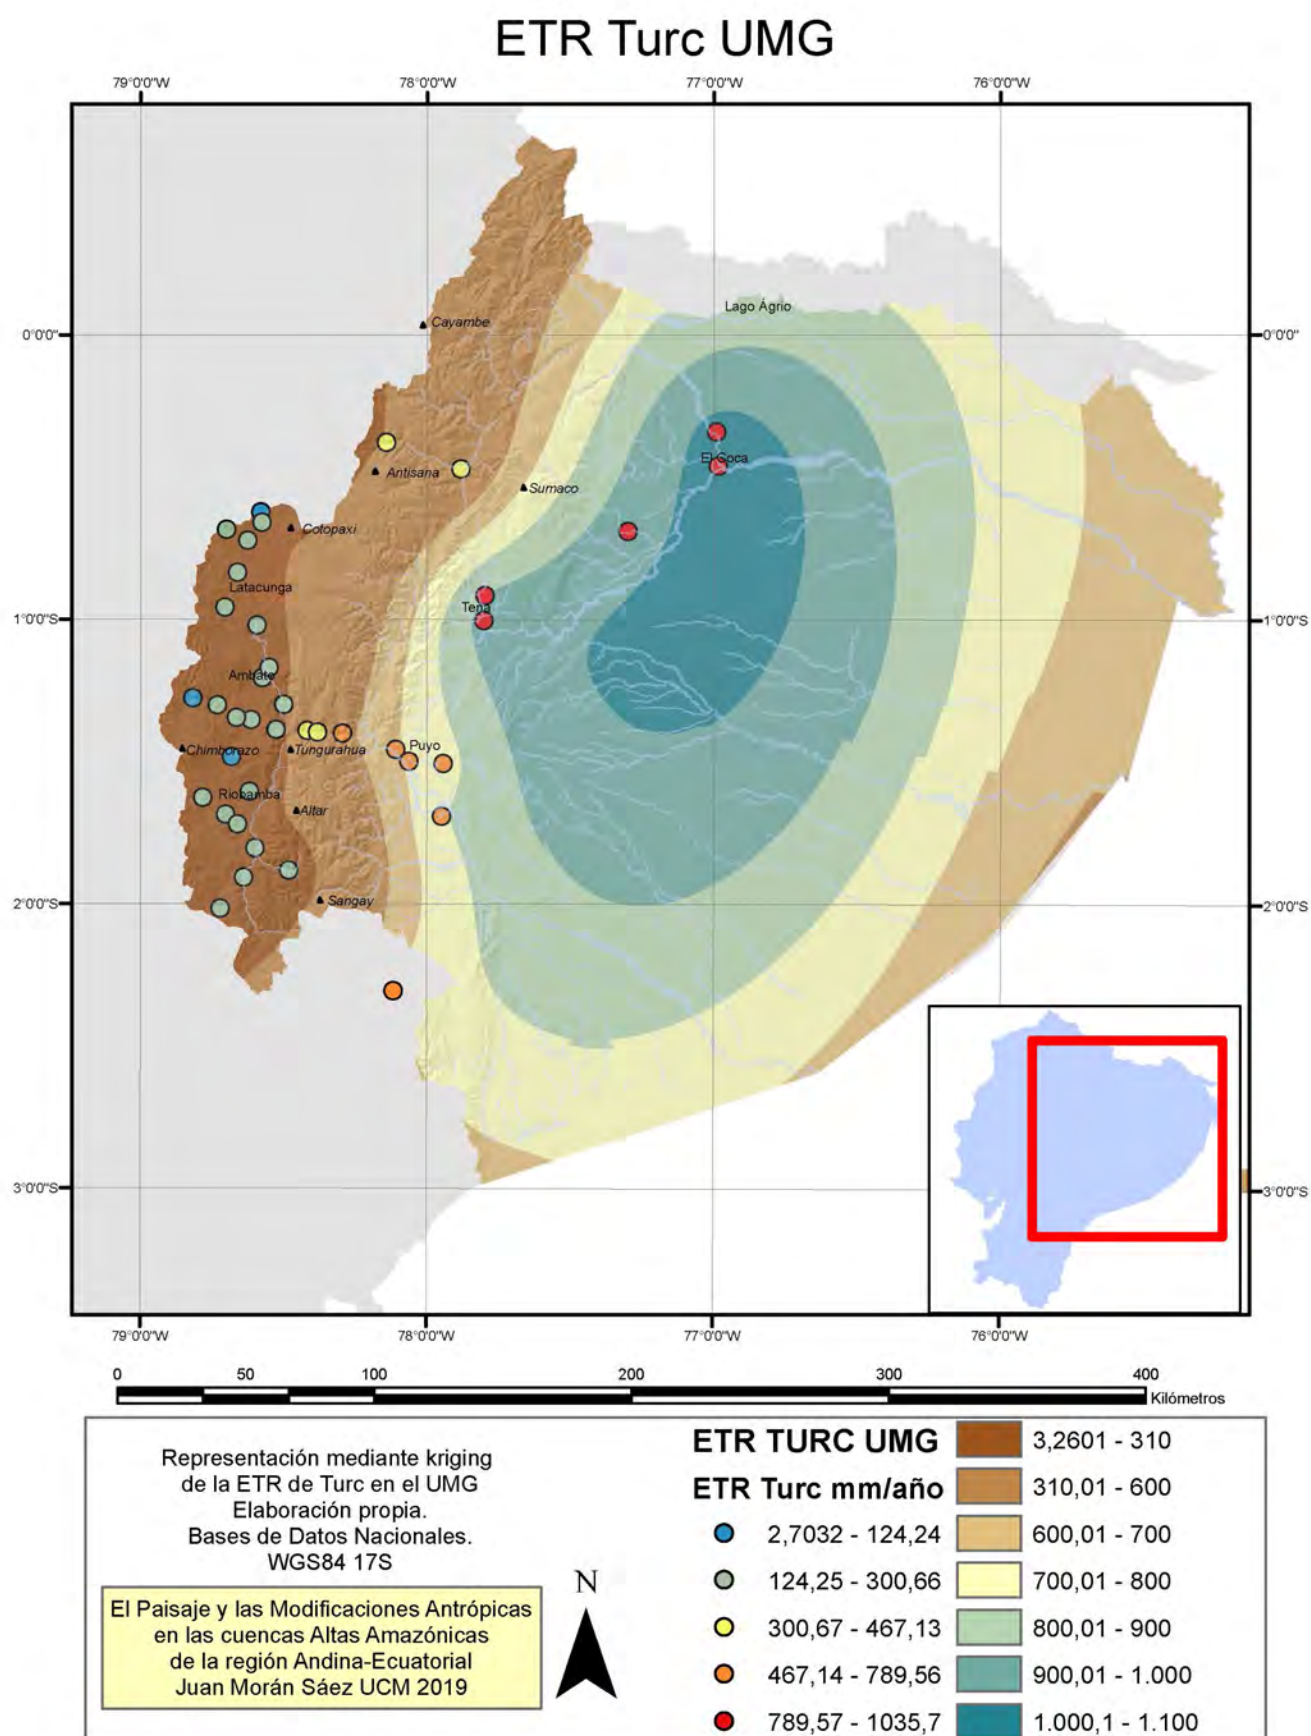 ETR Turc UMG
79°0'0"W
78°0'0"W
77°0'0"W
76°0'0"W
Lago Ágrio
Cayambe
0°0'0"
0°0'0"
El Coca
Antisana
Sumaco
Cotopaxi
Latacunga
Tena
1°0'0"S
1°0'0"S
Ambato
Puyo
Chimborazo
Tungurahua
Riobamba
Altar
Sangay
2°0'0"S
2°0'0"S
3°0'0"S
3°0'0"S
79°0'0"W
78°0'0"W
77°0'0"W
76°0'0"W
0 50 100 200 300 400
Kilómetros
Representación mediante kriging
de la ETR de Turc en el UMG
Elaboración propia.
Bases de Datos Nacionales.
WGS84 17S
El Paisaje y las Modificaciones Antrópicas
en las cuencas Altas Amazónicas
de la región Andina-Ecuatorial
Juan Morán Sáez UCM 2019
N
ETR TURC UMG
ETR Turc mm/año
2,7032 - 124,24
124,25 - 300,66
300,67 - 467,13
467,14 - 789,56
789,57 - 1035,7
3,2601 - 310
310,01 - 600
600,01 - 700
700,01 - 800
800,01 - 900
900,01 - 1.000
1.000,1 - 1.100